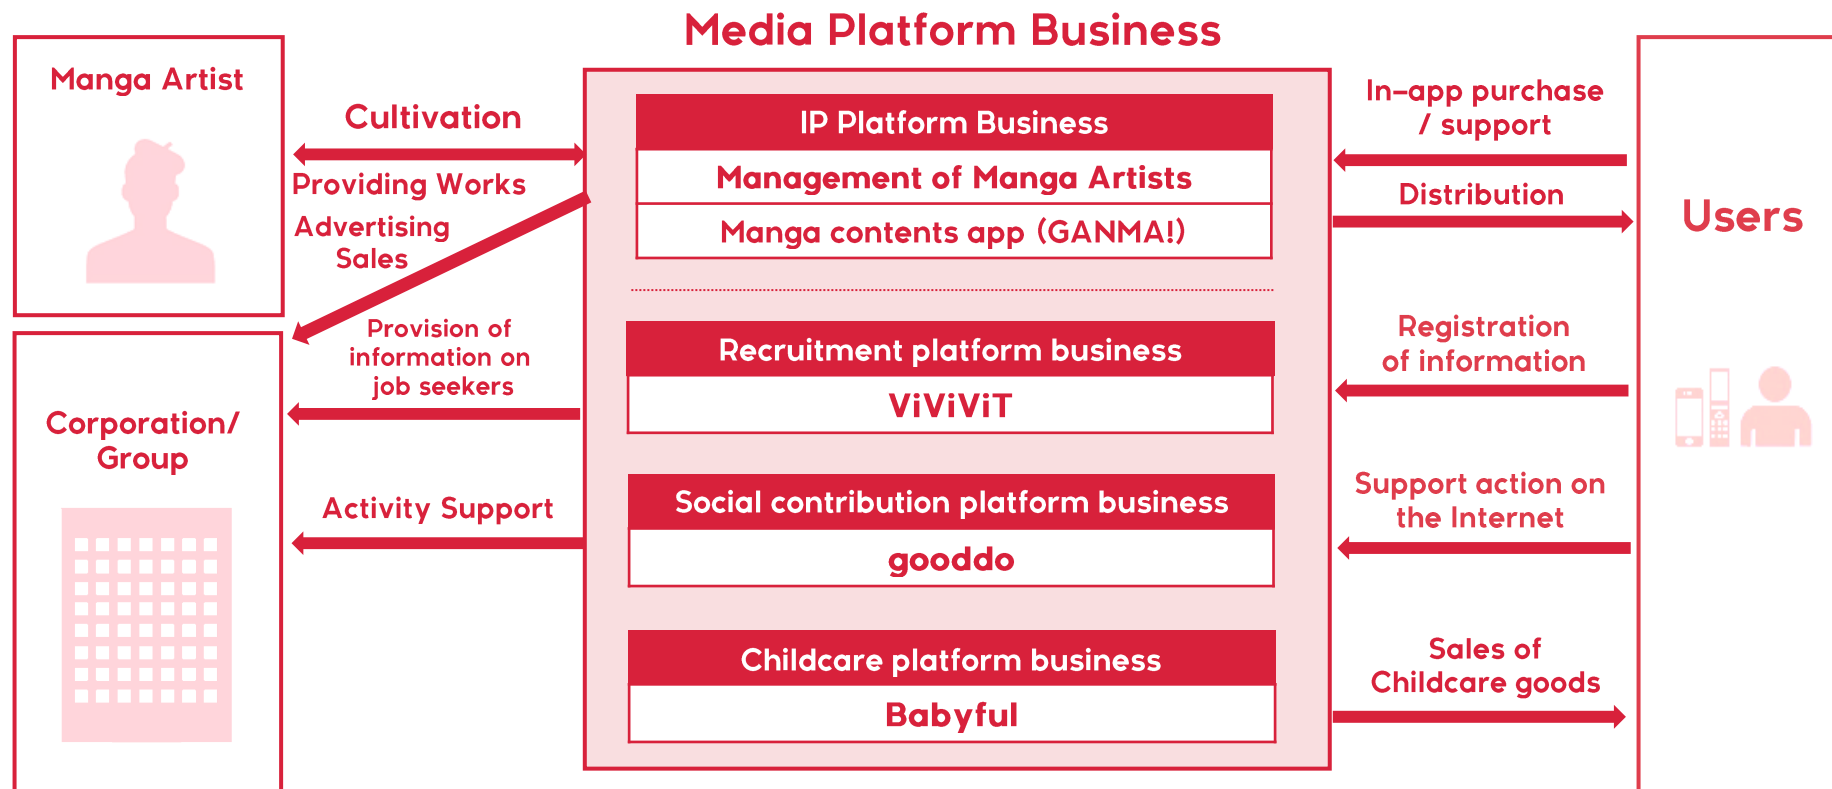 Media Platform Business
Manga Artist
Cultivation
Providing Works
Advertising
Sales
Provision of
information on
job seekers
Corporation/
Group
Activity Support
IP Platform Business
Management of Manga Artists
Manga contents app (GANMA!)
Recruitment platform business
ViViViT
Social contribution platform business
gooddo
Childcare platform business
Babyful
In-app purchase
/ support
Distribution
Registration
of information
Support action on
the Internet
Sales of
Childcare goods
Users